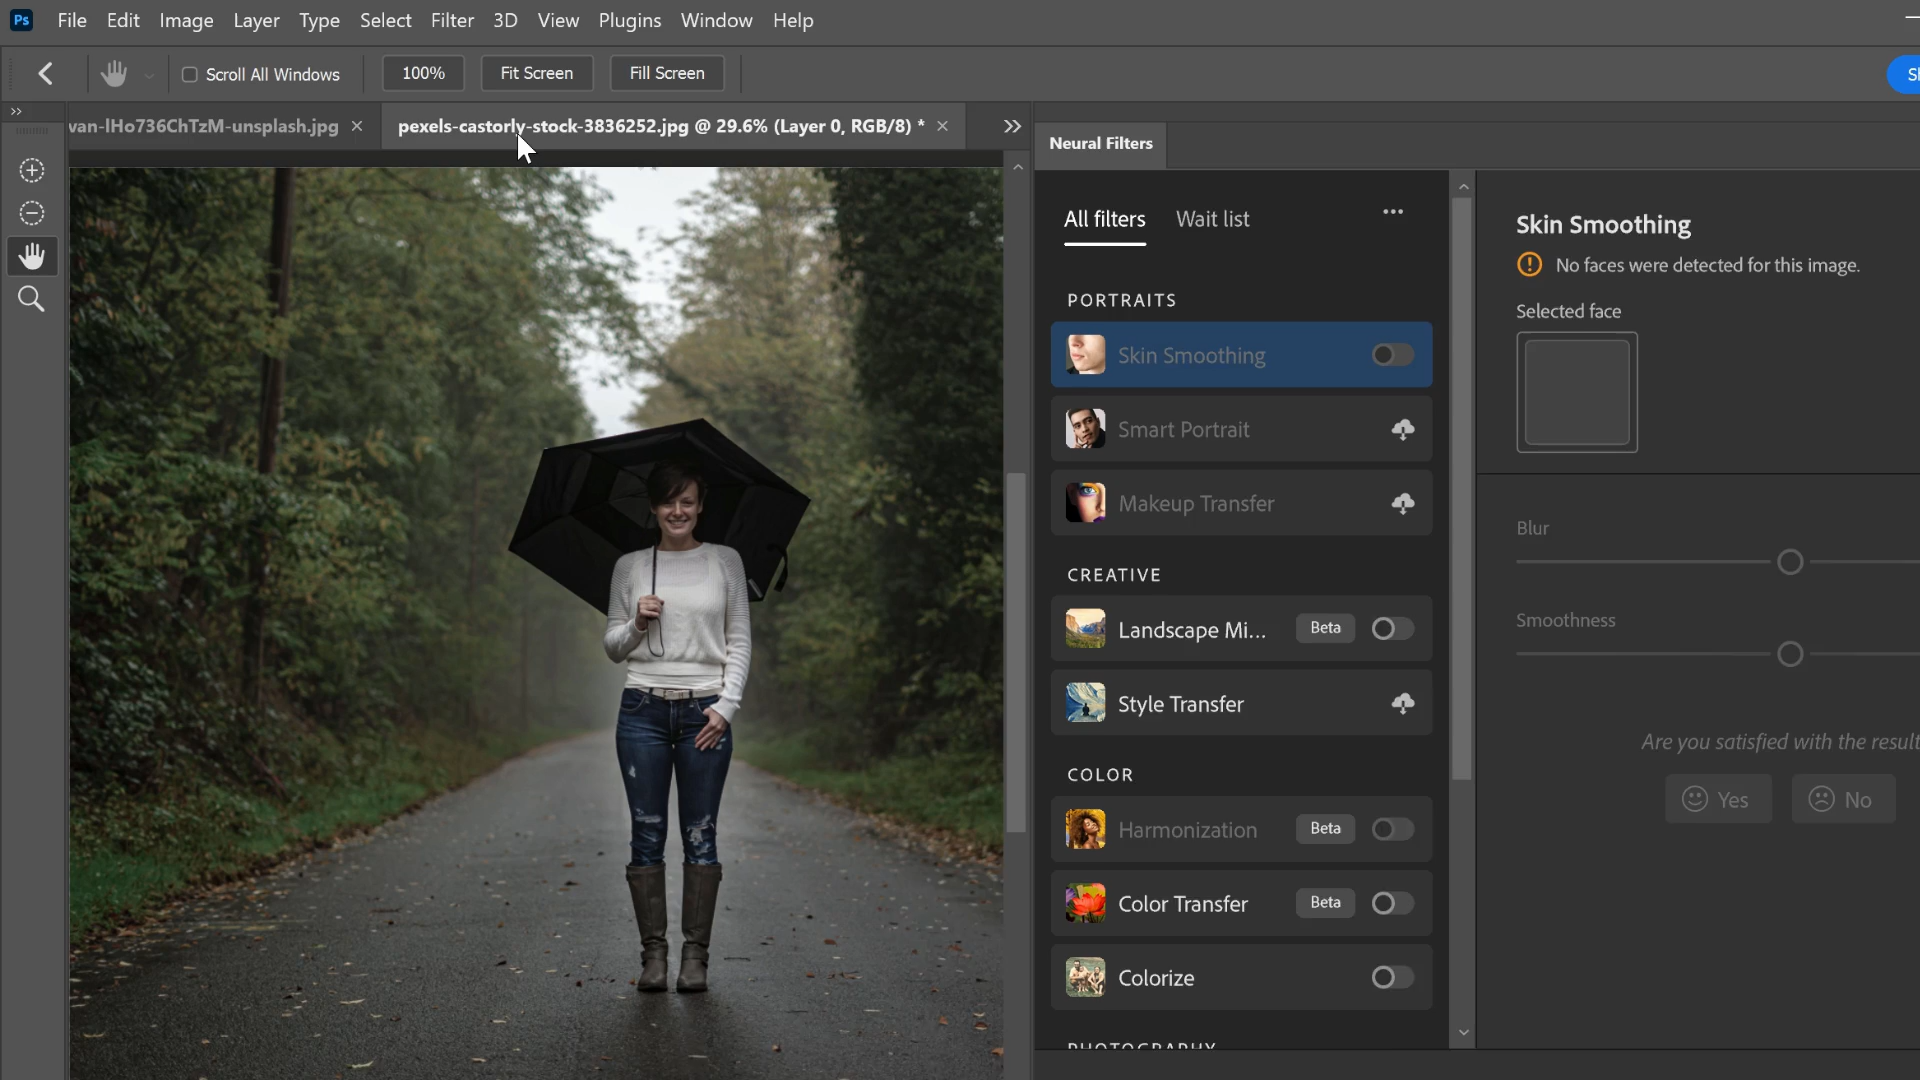 Ps File Edit Image Layer Type Select Filter 3D View Plugins Window Help
Scroll All Windows 100% Fit Screen Fill Screen
van-lHo736ChTzM-unsplash.jpg × pexels-castorly-stock-3836252.jpg @ 29.6% (Layer 0, RGB/8) * ×
Neural Filters
All filters Wait list
PORTRAITS
Skin Smoothing
Smart Portrait
Makeup Transfer
CREATIVE
Landscape Mi... Beta
Style Transfer
COLOR
Harmonization Beta
Color Transfer Beta
Colorize
PHOTOGRAPHY
Skin Smoothing
No faces were detected for this image.
Selected face
Blur
Smoothness
Are you satisfied with the result
Yes No